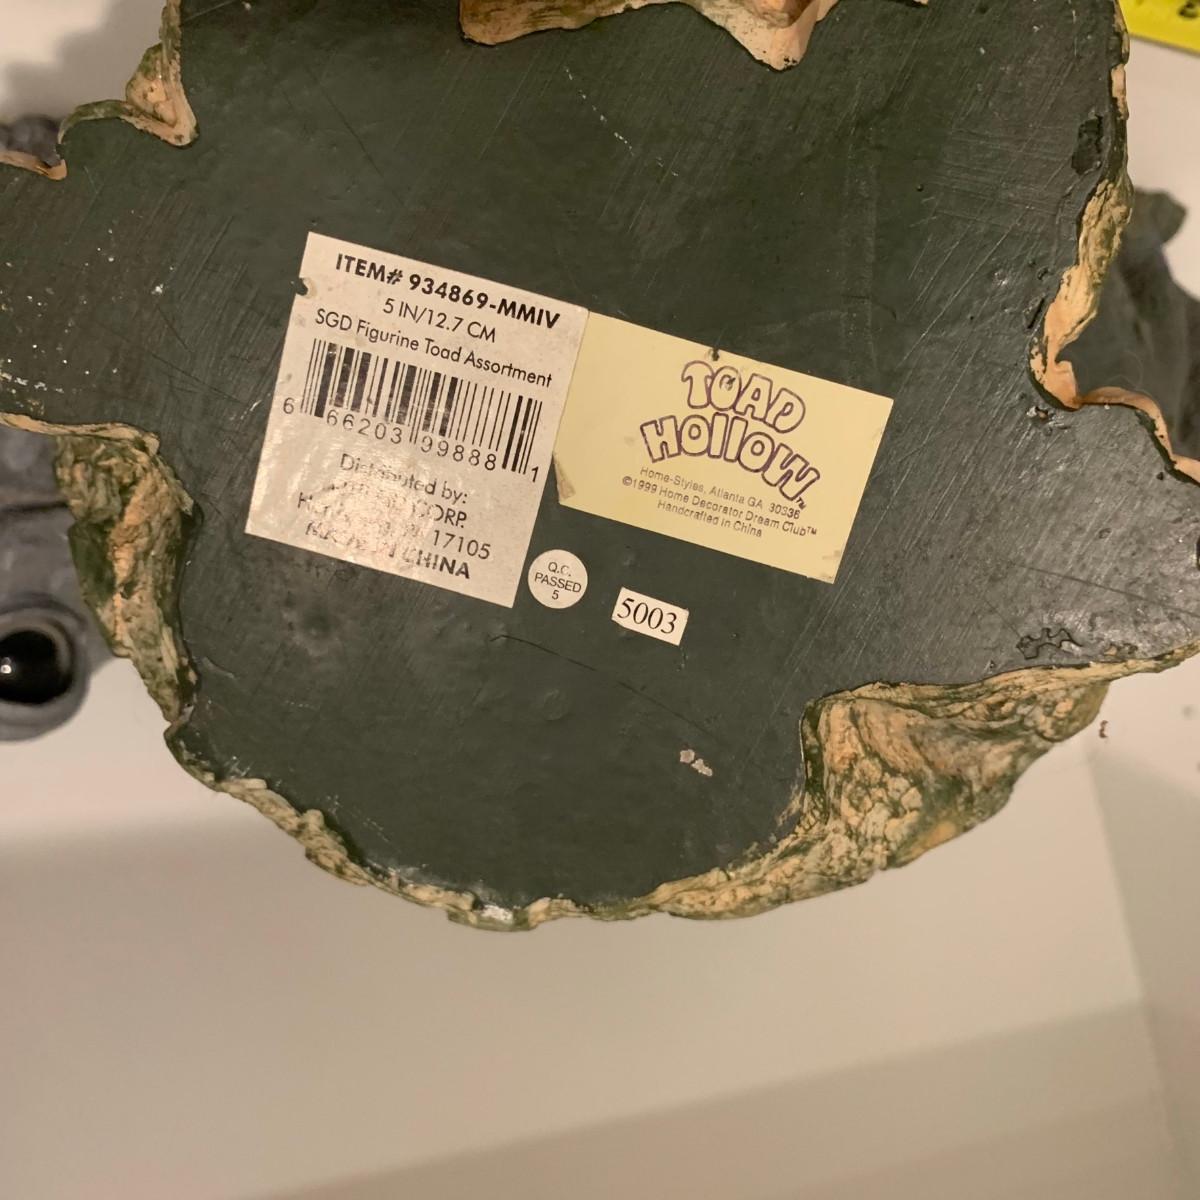 ITEM# 934869-MMIV
5 IN/12.7 CM
SGD Figurine Toad Assortment
6 66203 99888 1
Distributed by:
CORP.
17105
CHINA
TOAD
HOLLOW™
Home-Styles, Atlanta GA 30336
©1999 Home Decorator Dream Club™
Handcrafted in China
Q.C.
PASSED
5
5003